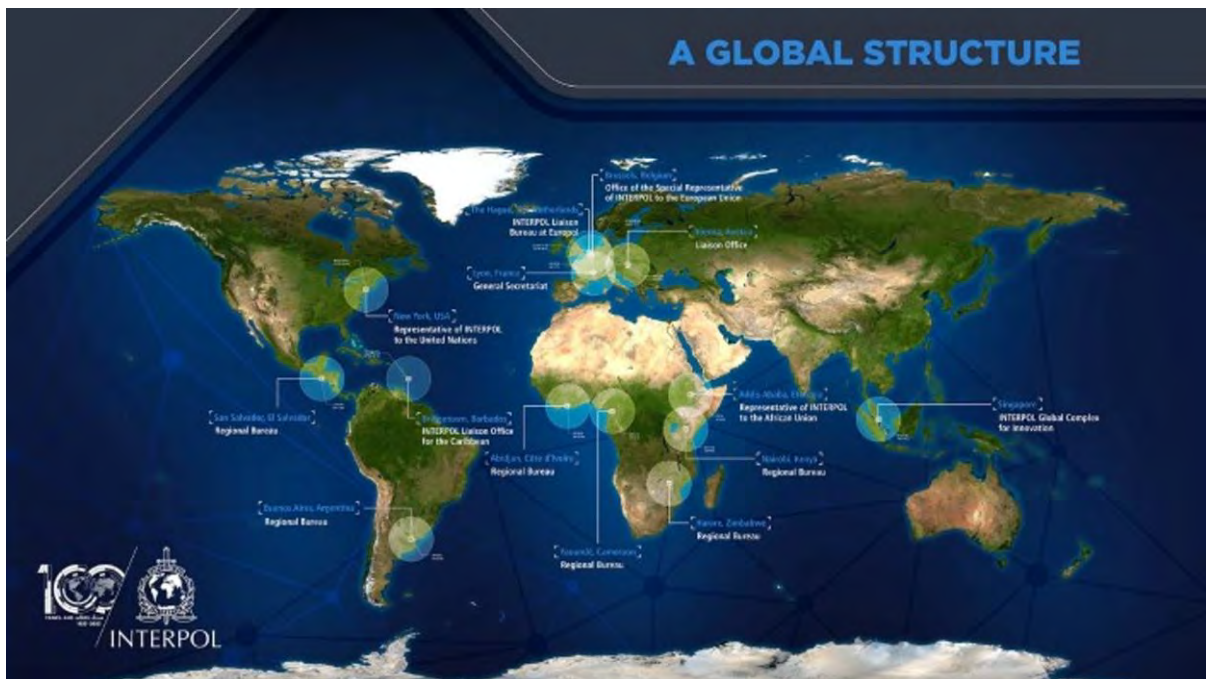 A GLOBAL STRUCTURE
Brussels, Belgium
Office of the Special Representative
of INTERPOL to the European Union
The Hague, The Netherlands
INTERPOL Liaison
Bureau at Europol
Vienna, Austria
Liaison Office
Lyon, France
General Secretariat
New York, USA
Representative of INTERPOL
to the United Nations
San Salvador, El Salvador
Regional Bureau
Bridgetown, Barbados
INTERPOL Liaison Office
for the Caribbean
Abidjan, Côte d'Ivoire
Regional Bureau
Addis Ababa, Ethiopia
Representative of INTERPOL
to the African Union
Singapore
INTERPOL Global Complex
for Innovation
Nairobi, Kenya
Regional Bureau
Buenos Aires, Argentina
Regional Bureau
Harare, Zimbabwe
Regional Bureau
Yaoundé, Cameroon
Regional Bureau
100
INTERPOL